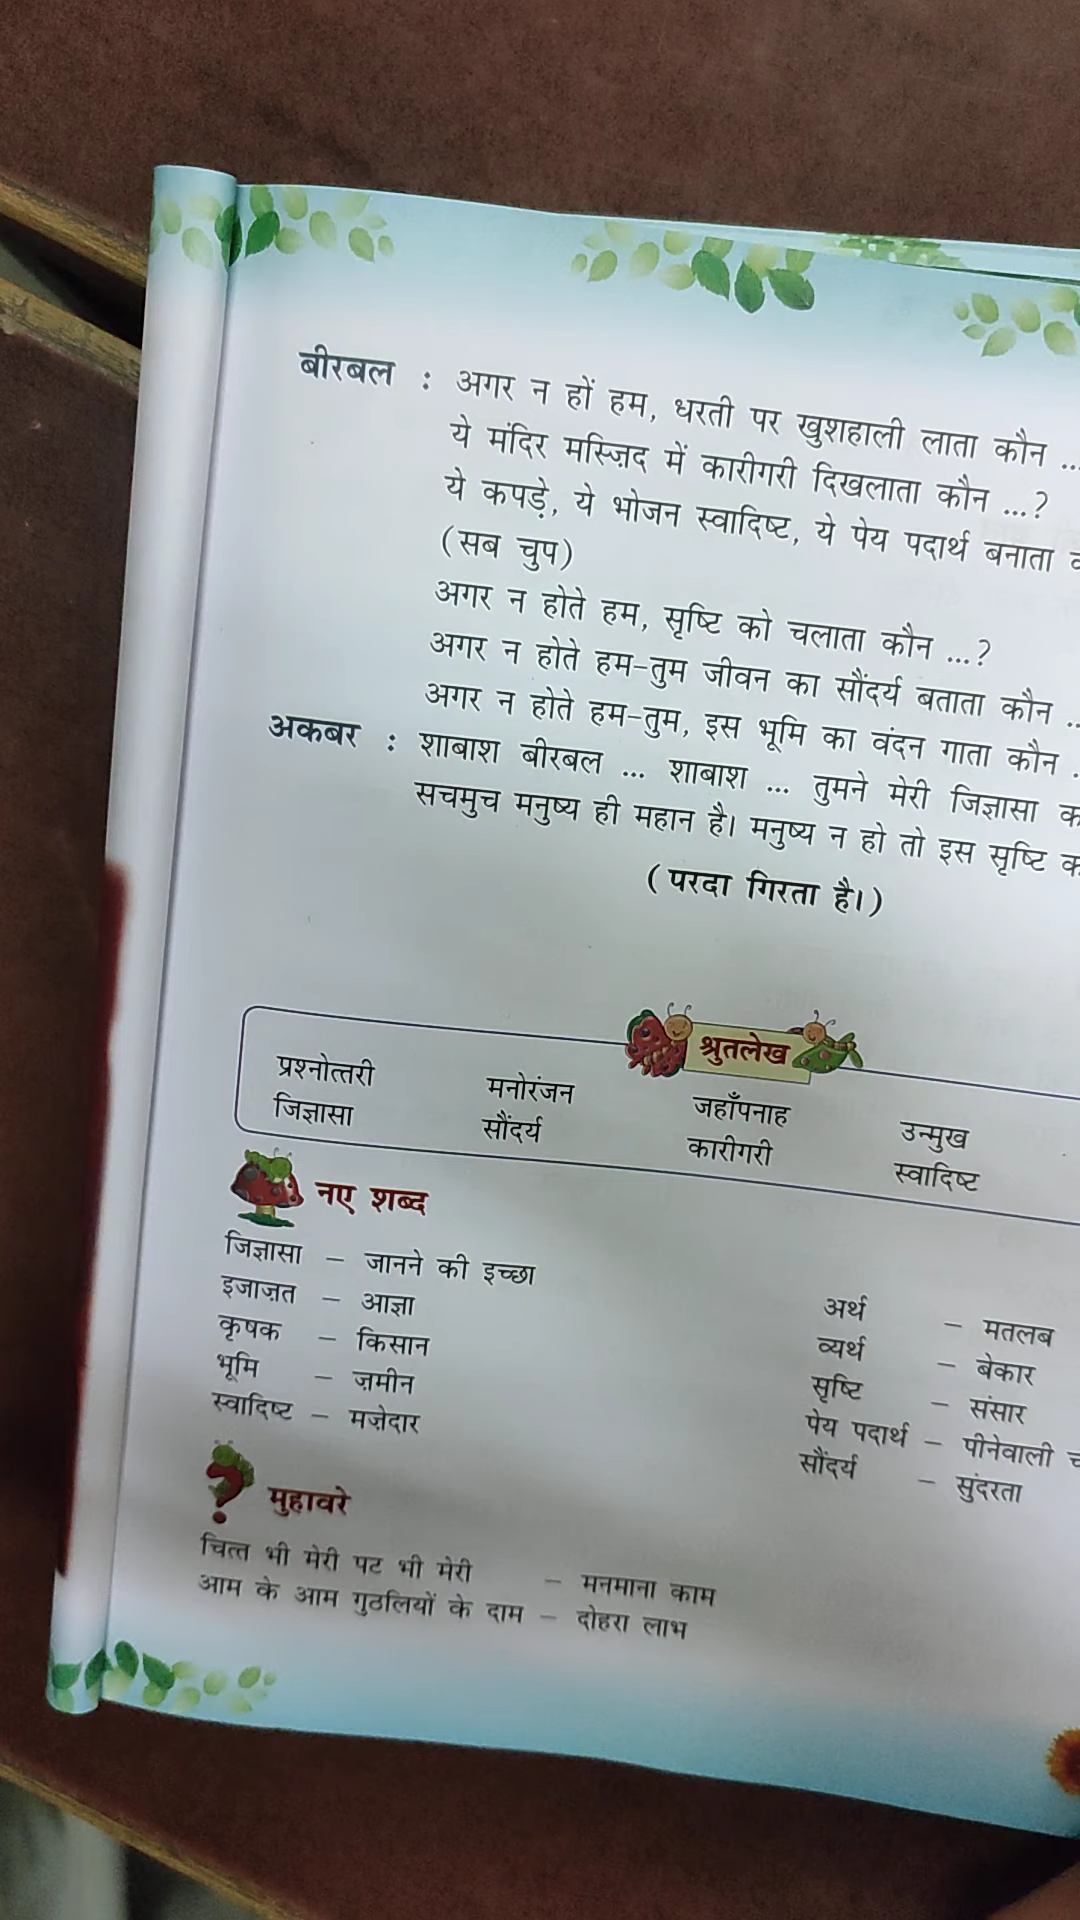 बीरबल : अगर न हों हम, धरती पर खुशहाली लाता कौन ...
ये मंदिर मस्ज़िद में कारीगरी दिखलाता कौन ...?
ये कपड़े, ये भोजन स्वादिष्ट, ये पेय पदार्थ बनाता
(सब चुप)
अगर न होते हम, सृष्टि को चलाता कौन ...?
अगर न होते हम-तुम जीवन का सौंदर्य बताता कौन ..
अगर न होते हम-तुम, इस भूमि का वंदन गाता कौन .
अकबर : शाबाश बीरबल ... शाबाश ... तुमने मेरी जिज्ञासा
सचमुच मनुष्य ही महान है। मनुष्य न हो तो इस सृष्टि
(परदा गिरता है।)
श्रुतलेख
प्रश्नोत्तरी मनोरंजन जहाँपनाह उन्मुख
जिज्ञासा सौंदर्य कारीगरी स्वादिष्ट
नए शब्द
जिज्ञासा – जानने की इच्छा
इजाज़त – आज्ञा
कृषक – किसान
भूमि – ज़मीन
स्वादिष्ट – मज़ेदार
अर्थ – मतलब
व्यर्थ – बेकार
सृष्टि – संसार
पेय पदार्थ – पीनेवाली
सौंदर्य – सुंदरता
मुहावरे
चित्त भी मेरी पट भी मेरी – मनमाना काम
आम के आम गुठलियों के दाम – दोहरा लाभ